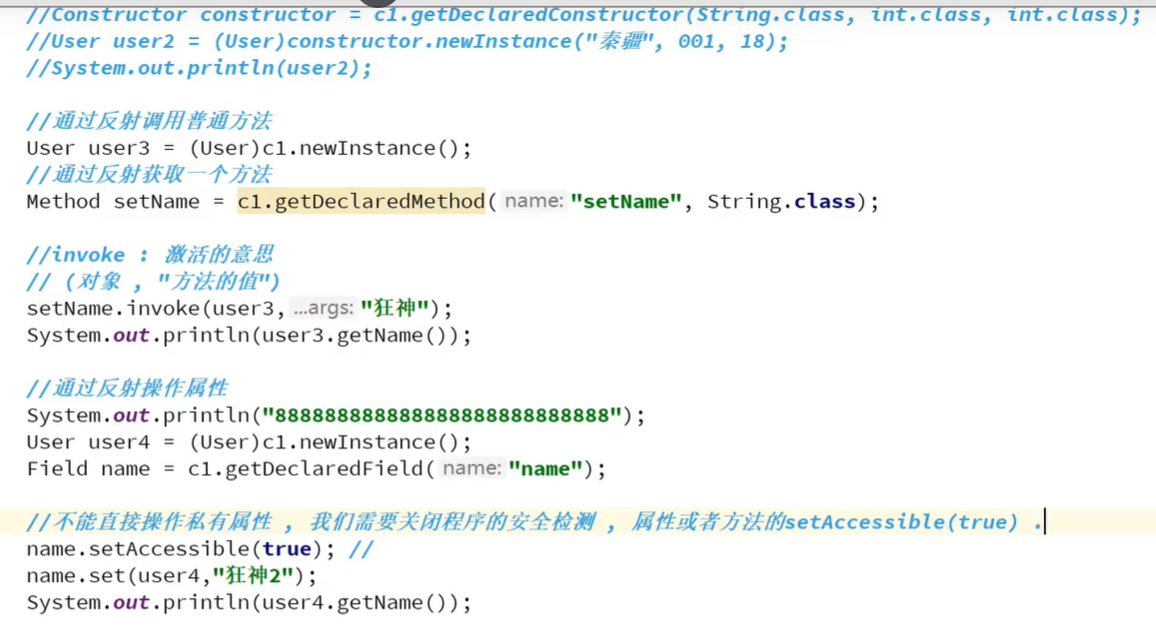 //Constructor constructor = c1.getDeclaredConstructor(String.class, int.class, int.class);
//User user2 = (User)constructor.newInstance("秦疆", 001, 18);
//System.out.println(user2);
//通过反射调用普通方法
User user3 = (User)c1.newInstance();
//通过反射获取一个方法
Method setName = c1.getDeclaredMethod( name: "setName", String.class);
//invoke : 激活的意思
// (对象 , "方法的值")
setName.invoke(user3, ...args: "狂神");
System.out.println(user3.getName());
//通过反射操作属性
System.out.println("888888888888888888888888888");
User user4 = (User)c1.newInstance();
Field name = c1.getDeclaredField( name: "name");
//不能直接操作私有属性 , 我们需要关闭程序的安全检测 , 属性或者方法的setAccessible(true) .
name.setAccessible(true); //
name.set(user4,"狂神2");
System.out.println(user4.getName());